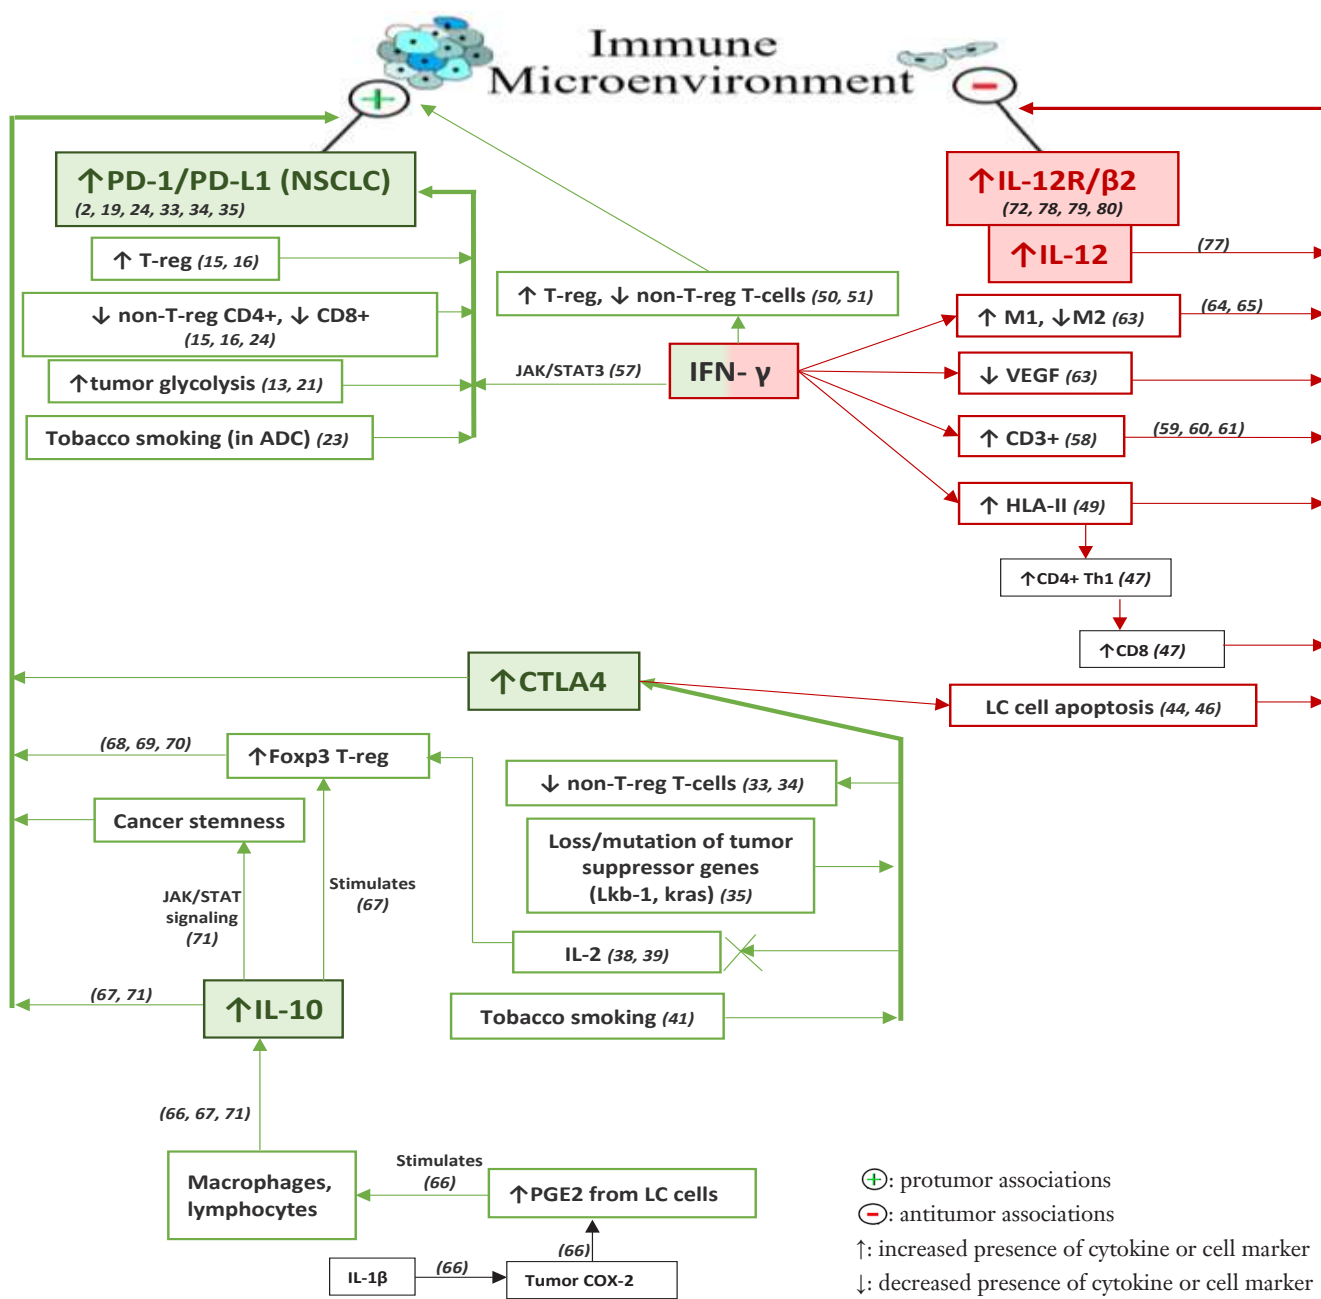 Immune
Microenvironment
↑PD-1/PD-L1 (NSCLC)
(2, 19, 24, 33, 34, 35)
↑ T-reg (15, 16)
↓ non-T-reg CD4+, ↓ CD8+
(15, 16, 24)
↑tumor glycolysis (13, 21)
Tobacco smoking (in ADC) (23)
↑ T-reg, ↓ non-T-reg T-cells (50, 51)
JAK/STAT3 (57)
IFN- γ
↑IL-12R/β2
(72, 78, 79, 80)
↑IL-12
(77)
↑ M1, ↓M2 (63)
(64, 65)
↓ VEGF (63)
↑ CD3+ (58)
(59, 60, 61)
↑ HLA-II (49)
↑CD4+ Th1 (47)
↑CD8 (47)
↑CTLA4
LC cell apoptosis (44, 46)
(68, 69, 70)
↑Foxp3 T-reg
↓ non-T-reg T-cells (33, 34)
Cancer stemness
Loss/mutation of tumor
suppressor genes
(Lkb-1, kras) (35)
JAK/STAT
signaling
(71)
Stimulates
(67)
IL-2 (38, 39)
(67, 71)
↑IL-10
Tobacco smoking (41)
(66, 67, 71)
Macrophages,
lymphocytes
Stimulates
(66)
↑PGE2 from LC cells
(66)
IL-1β
(66)
Tumor COX-2
+: protumor associations
−: antitumor associations
↑: increased presence of cytokine or cell marker
↓: decreased presence of cytokine or cell marker